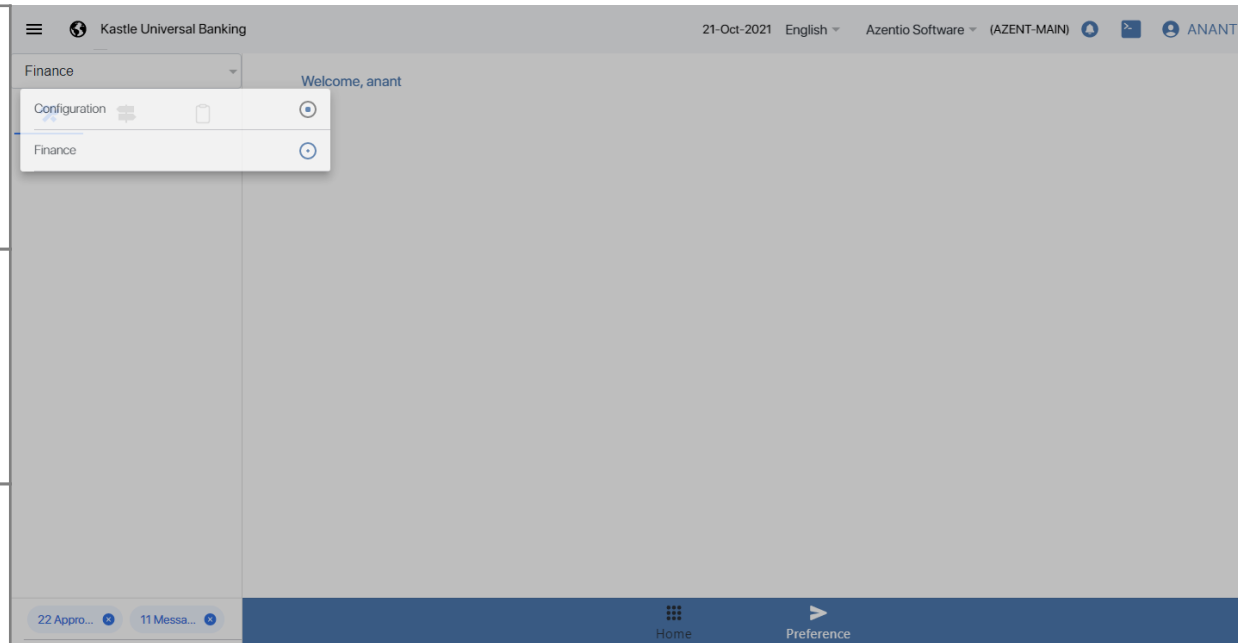 Kastle Universal Banking 21-Oct-2021 English Azentio Software (AZENT-MAIN) ANANT
Finance
Welcome, anant
Configuration
Finance
22 Appro... 11 Messa...
Home Preference